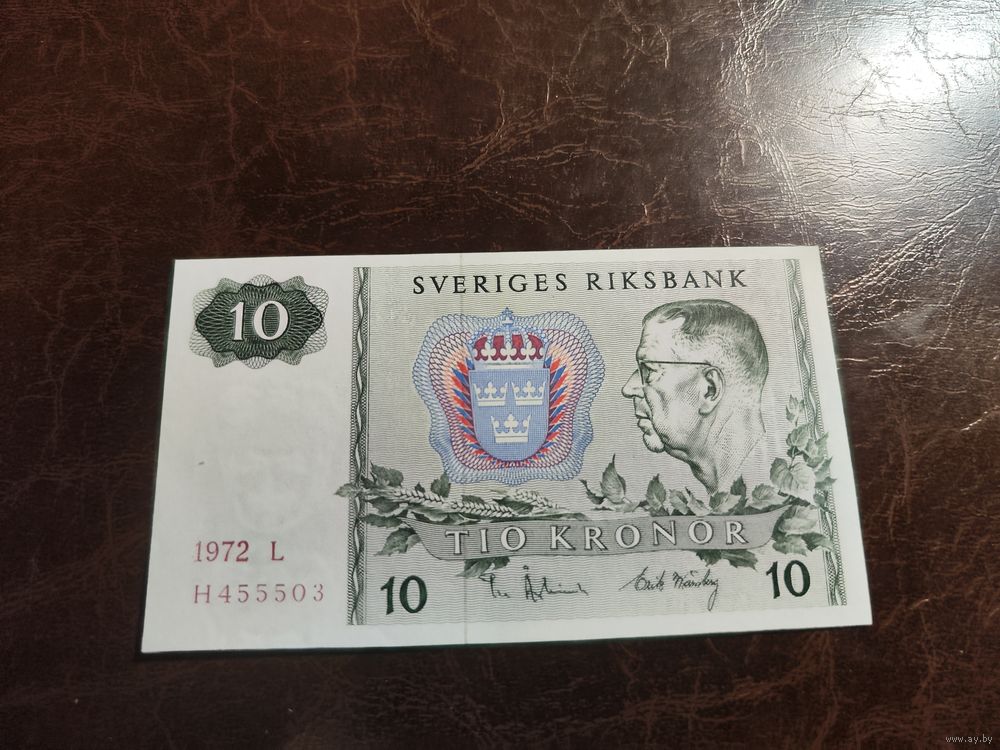 SVERIGES RIKSBANK
10
TIO KRONOR
1972 L
H455503
10
10
www.ay.by